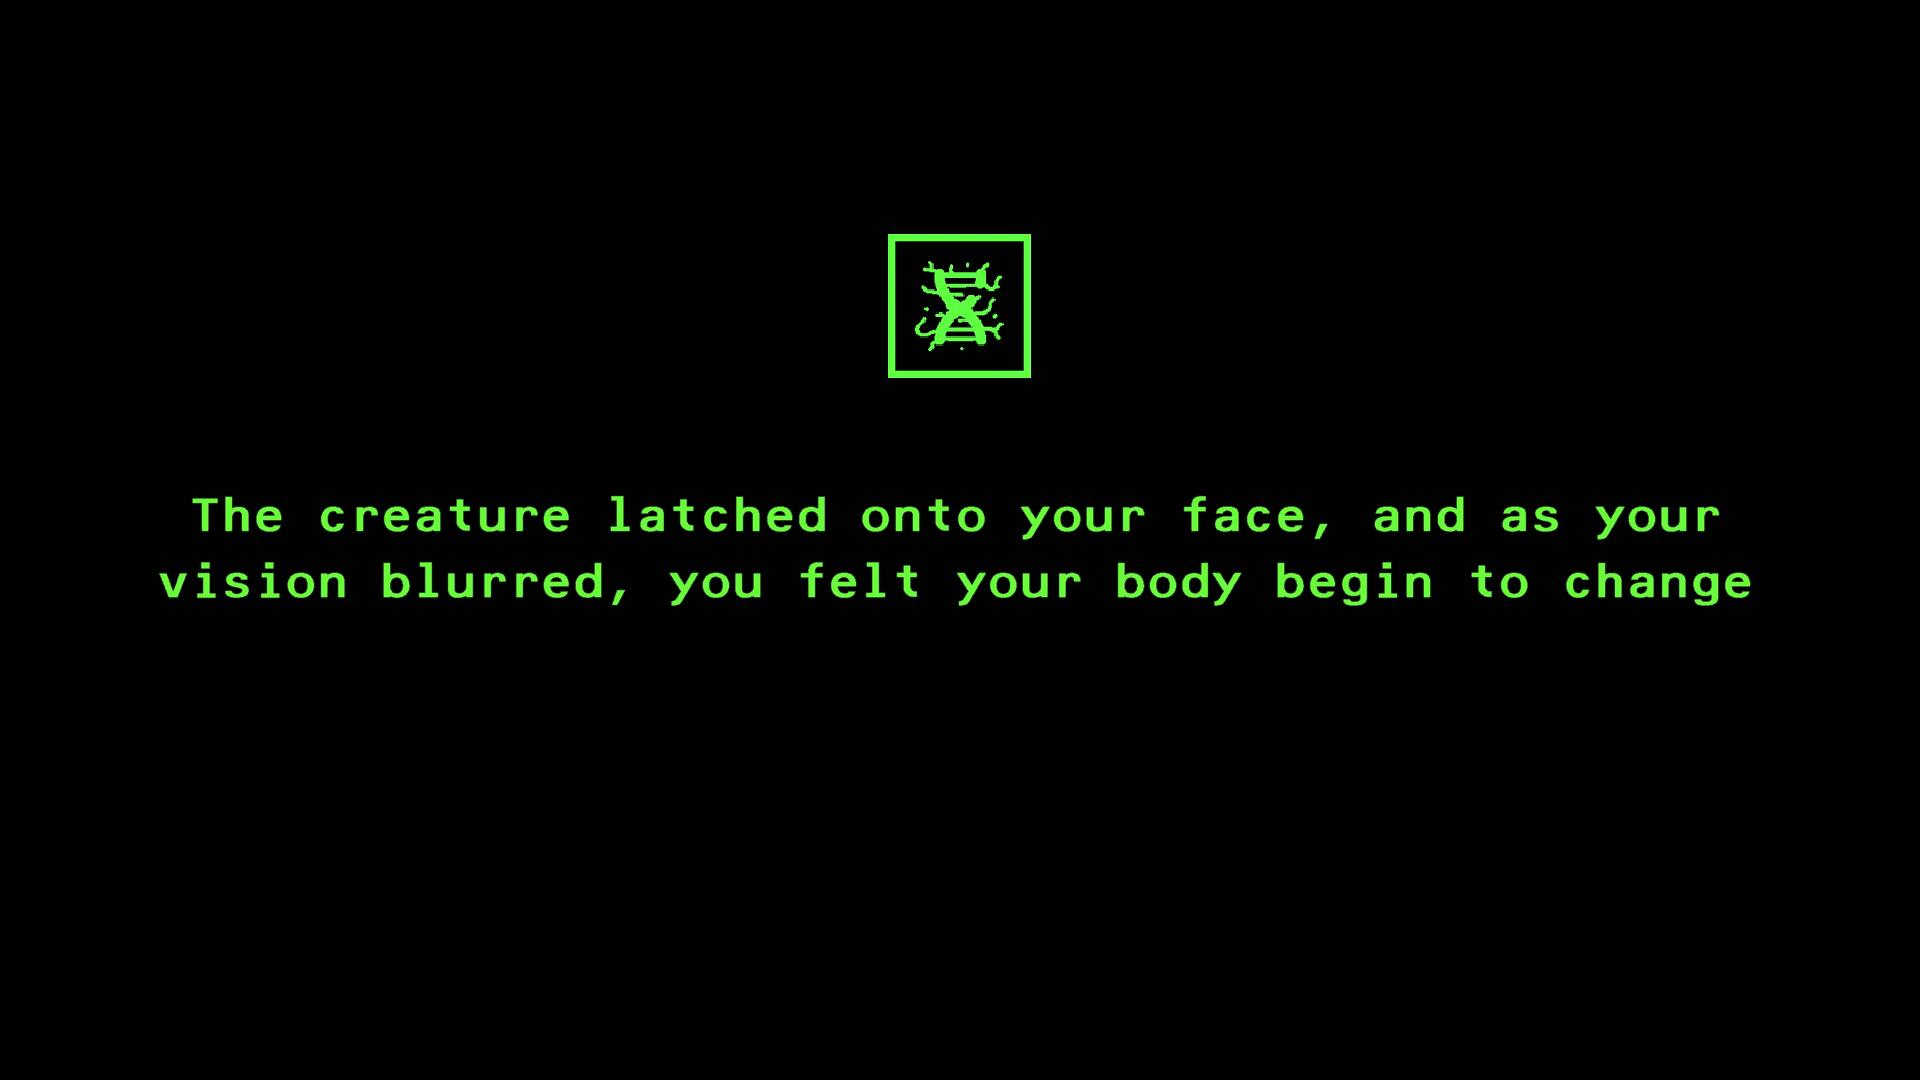 The creature latched onto your face, and as your
vision blurred, you felt your body begin to change